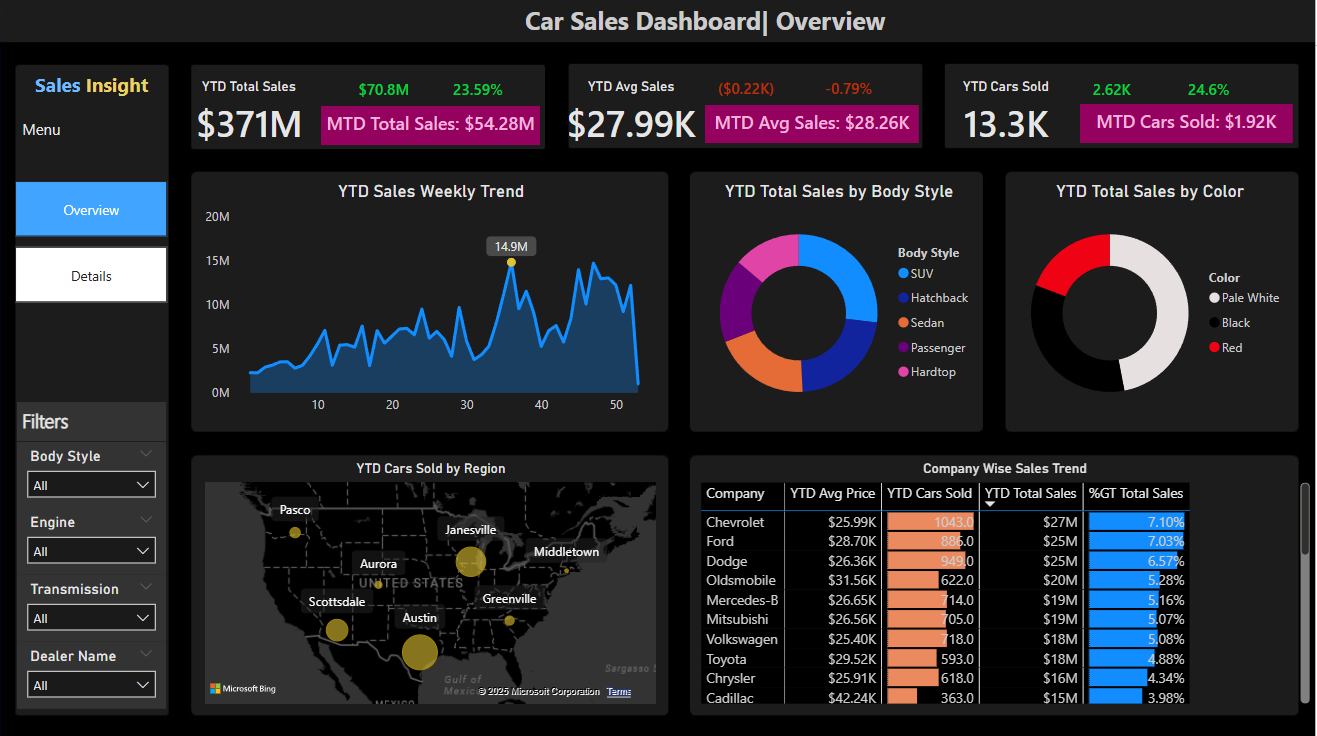 Car Sales Dashboard| Overview
Sales Insight
Menu
Overview
Details
Filters
Body Style
All
Engine
All
Transmission
All
Dealer Name
All
YTD Total Sales
$70.8M
23.59%
$371M
MTD Total Sales: $54.28M
YTD Avg Sales
($0.22K)
-0.79%
$27.99K
MTD Avg Sales: $28.26K
YTD Cars Sold
2.62K
24.6%
13.3K
MTD Cars Sold: $1.92K
YTD Sales Weekly Trend
20M
15M
10M
5M
0M
14.9M
10 20 30 40 50
YTD Total Sales by Body Style
Body Style
SUV
Hatchback
Sedan
Passenger
Hardtop
YTD Total Sales by Color
Color
Pale White
Black
Red
YTD Cars Sold by Region
Pasco
Janesville
Middletown
Aurora
UNITED STATES
Scottsdale
Greenville
Austin
Sargasso S
Gulf of
Mexico
MEXICO
Microsoft Bing
© 2025 Microsoft Corporation Terms
Company Wise Sales Trend
Company YTD Avg Price YTD Cars Sold YTD Total Sales %GT Total Sales
Chevrolet $25.99K 1043.0 $27M 7.10%
Ford $28.70K 886.0 $25M 7.03%
Dodge $26.36K 949.0 $25M 6.57%
Oldsmobile $31.56K 622.0 $20M 5.28%
Mercedes-B $26.65K 714.0 $19M 5.16%
Mitsubishi $26.56K 705.0 $19M 5.07%
Volkswagen $25.40K 718.0 $18M 5.08%
Toyota $29.52K 593.0 $18M 4.88%
Chrysler $25.91K 618.0 $16M 4.34%
Cadillac $42.24K 363.0 $15M 3.98%